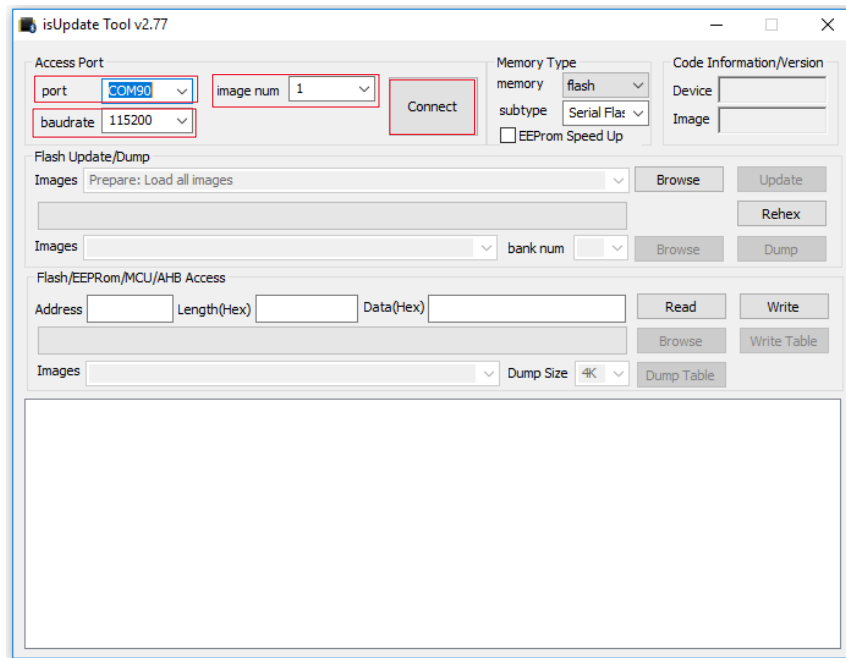 isUpdate Tool v2.77
Access Port
port COM90
image num 1
baudrate 115200
Connect
Memory Type
memory flash
subtype Serial Flas
EEProm Speed Up
Code Information/Version
Device
Image
Flash Update/Dump
Images Prepare: Load all images
Browse Update
Rehex
Images bank num Browse Dump
Flash/EEPRom/MCU/AHB Access
Address Length(Hex) Data(Hex) Read Write
Browse Write Table
Images Dump Size 4K Dump Table